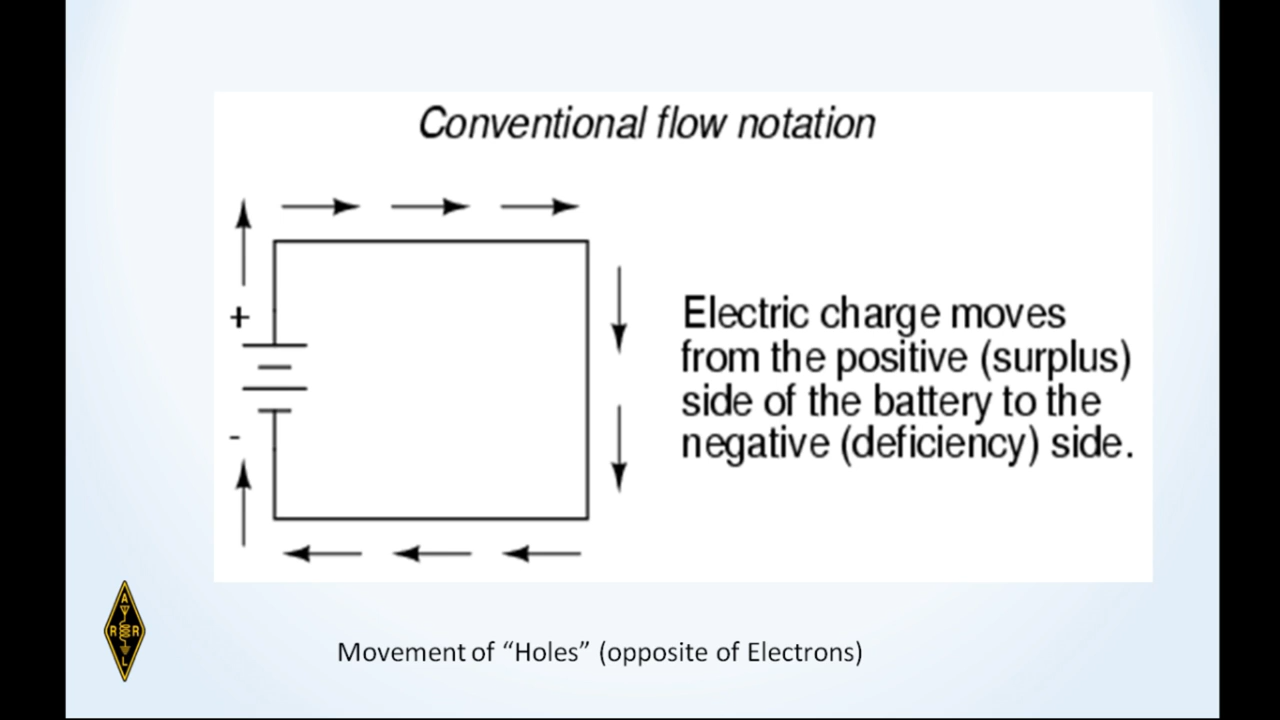 Conventional flow notation
+
-
Electric charge moves
from the positive (surplus)
side of the battery to the
negative (deficiency) side.
A
R R
L
Movement of “Holes” (opposite of Electrons)